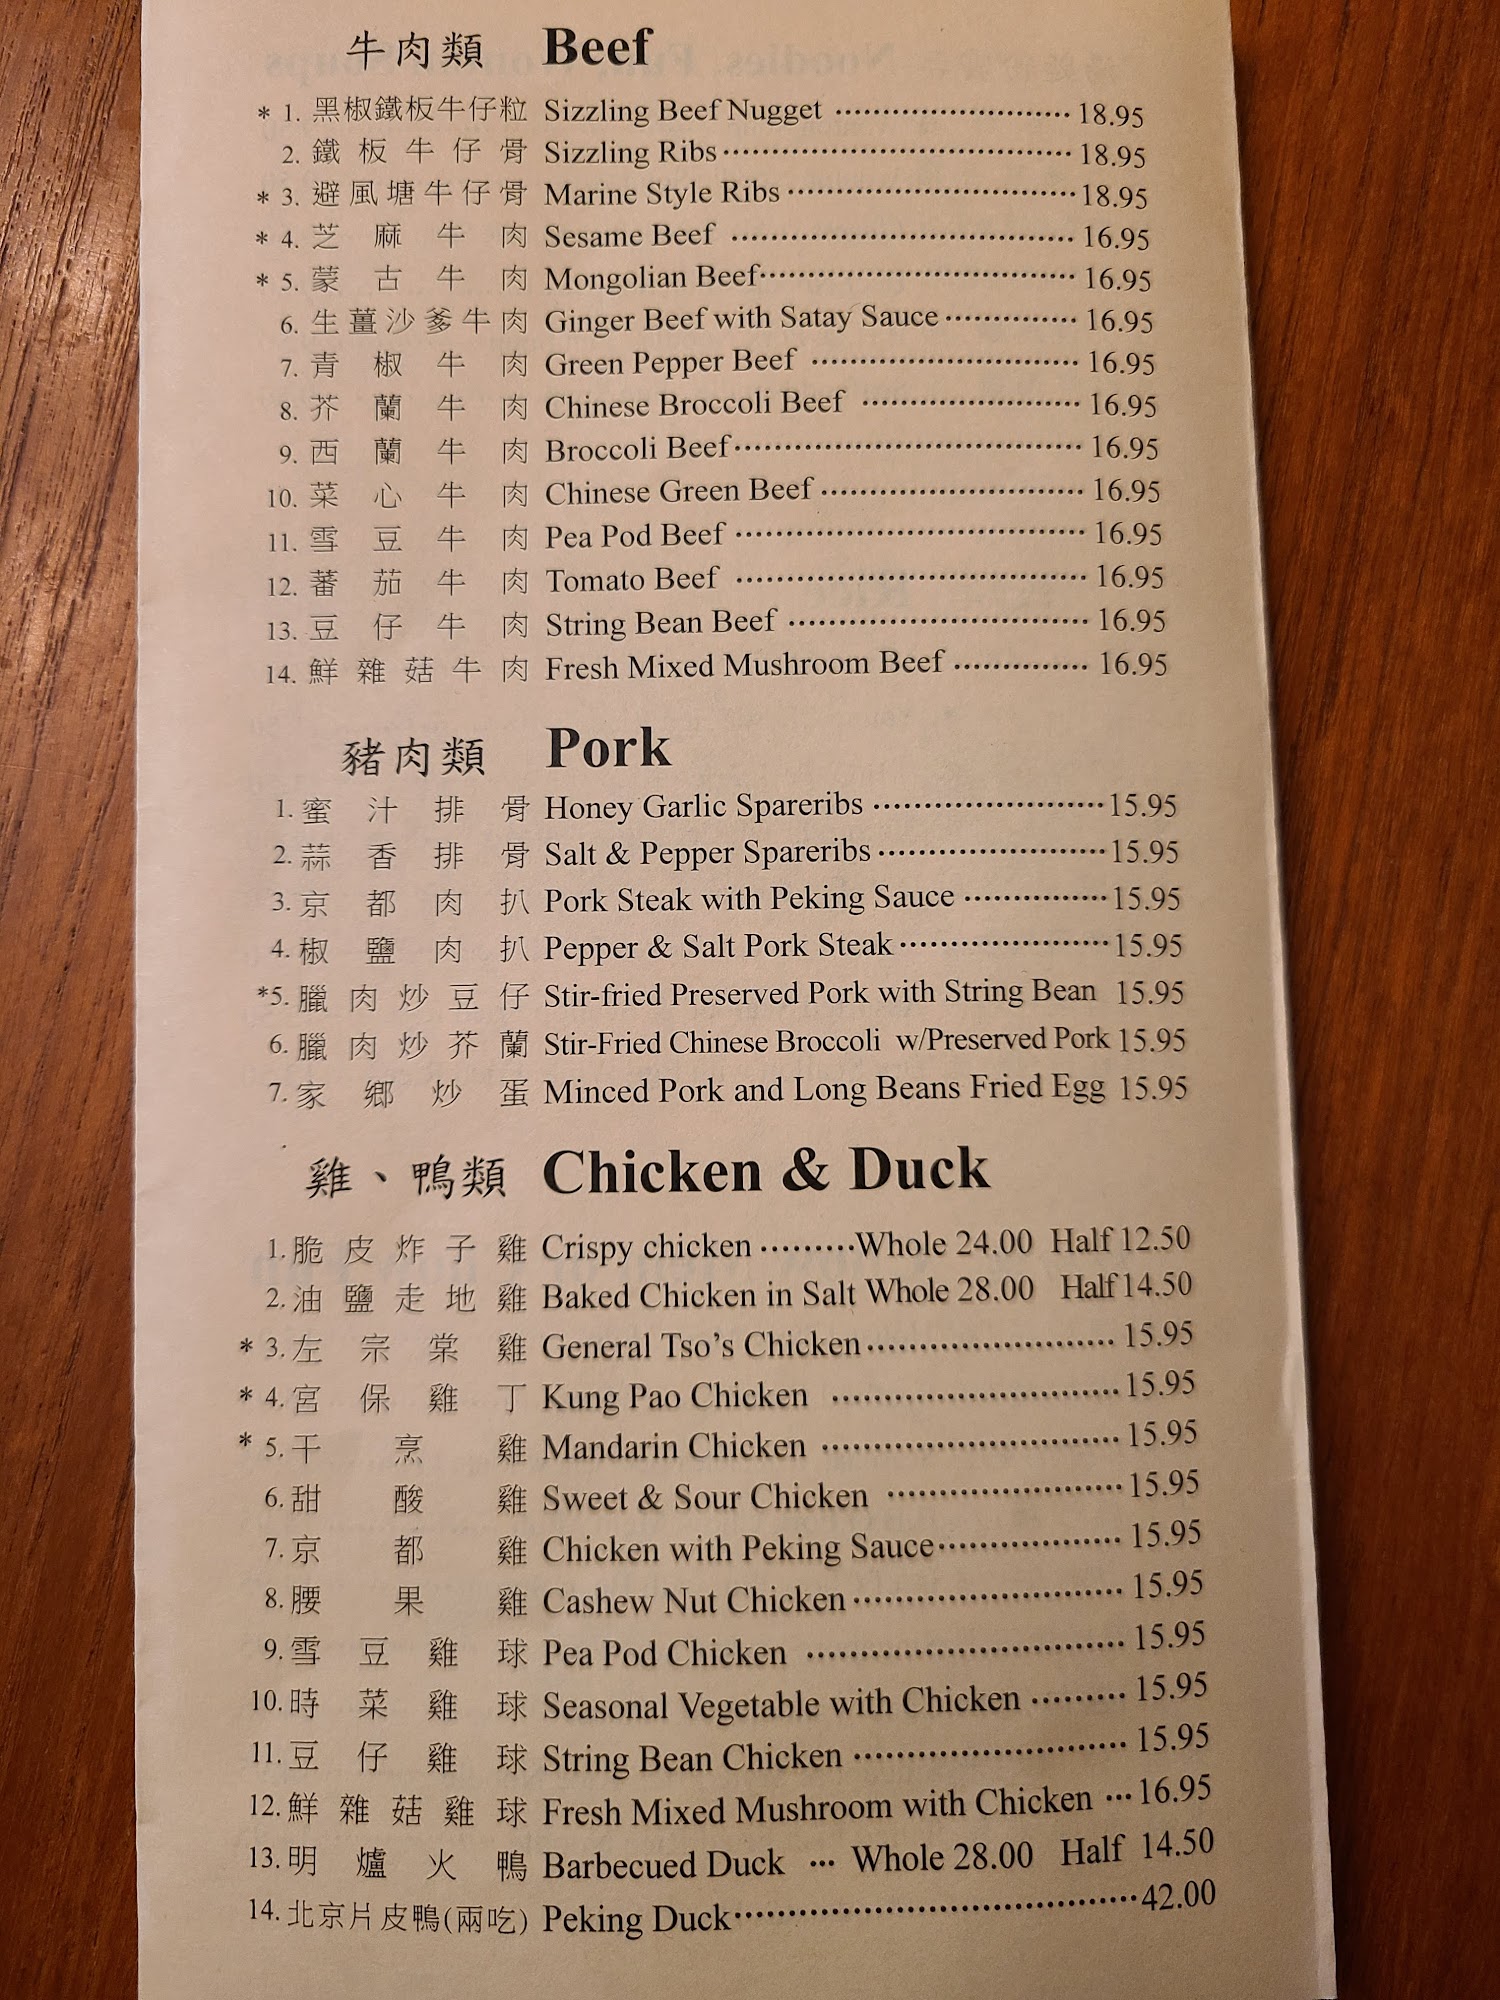 牛肉類 Beef
* 1. 黑椒鐵板牛仔粒 Sizzling Beef Nugget 18.95
2. 鐵板牛仔骨 Sizzling Ribs 18.95
* 3. 避風塘牛仔骨 Marine Style Ribs 18.95
* 4. 芝麻牛肉 Sesame Beef 16.95
* 5. 蒙古牛肉 Mongolian Beef 16.95
6. 生薑沙爹牛肉 Ginger Beef with Satay Sauce 16.95
7. 青椒牛肉 Green Pepper Beef 16.95
8. 芥蘭牛肉 Chinese Broccoli Beef 16.95
9. 西蘭牛肉 Broccoli Beef 16.95
10. 菜心牛肉 Chinese Green Beef 16.95
11. 雪豆牛肉 Pea Pod Beef 16.95
12. 蕃茄牛肉 Tomato Beef 16.95
13. 豆仔牛肉 String Bean Beef 16.95
14. 鮮雜菇牛肉 Fresh Mixed Mushroom Beef 16.95
豬肉類 Pork
1. 蜜汁排骨 Honey Garlic Spareribs 15.95
2. 蒜香排骨 Salt & Pepper Spareribs 15.95
3. 京都肉扒 Pork Steak with Peking Sauce 15.95
4. 椒鹽肉扒 Pepper & Salt Pork Steak 15.95
*5. 臘肉炒豆仔 Stir-fried Preserved Pork with String Bean 15.95
6. 臘肉炒芥蘭 Stir-Fried Chinese Broccoli w/Preserved Pork 15.95
7. 家鄉炒蛋 Minced Pork and Long Beans Fried Egg 15.95
雞、鴨類 Chicken & Duck
1. 脆皮炸子雞 Crispy chicken Whole 24.00 Half 12.50
2. 油鹽走地雞 Baked Chicken in Salt Whole 28.00 Half 14.50
* 3. 左宗棠雞 General Tso's Chicken 15.95
* 4. 宮保雞丁 Kung Pao Chicken 15.95
* 5. 干烹雞 Mandarin Chicken 15.95
6. 甜酸雞 Sweet & Sour Chicken 15.95
7. 京都雞 Chicken with Peking Sauce 15.95
8. 腰果雞 Cashew Nut Chicken 15.95
9. 雪豆雞球 Pea Pod Chicken 15.95
10. 時菜雞球 Seasonal Vegetable with Chicken 15.95
11. 豆仔雞球 String Bean Chicken 15.95
12. 鮮雜菇雞球 Fresh Mixed Mushroom with Chicken 16.95
13. 明爐火鴨 Barbecued Duck Whole 28.00 Half 14.50
14. 北京片皮鴨(兩吃) Peking Duck 42.00